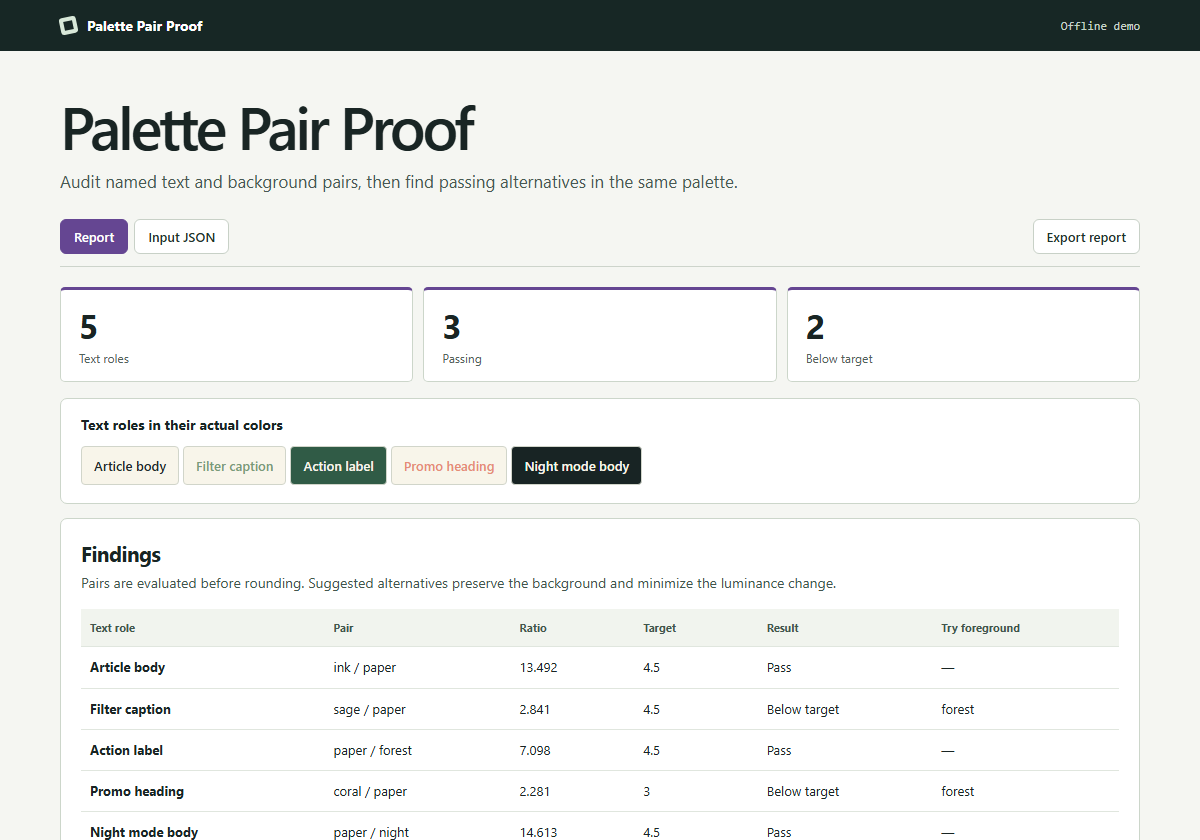 Palette Pair Proof
Offline demo
Palette Pair Proof
Audit named text and background pairs, then find passing alternatives in the same palette.
Report
Input JSON
Export report
5
Text roles
3
Passing
2
Below target
Text roles in their actual colors
Article body
Filter caption
Action label
Promo heading
Night mode body
Findings
Pairs are evaluated before rounding. Suggested alternatives preserve the background and minimize the luminance change.
Text role Pair Ratio Target Result Try foreground
Article body ink / paper 13.492 4.5 Pass —
Filter caption sage / paper 2.841 4.5 Below target forest
Action label paper / forest 7.098 4.5 Pass —
Promo heading coral / paper 2.281 3 Below target forest
Night mode body paper / night 14.613 4.5 Pass —